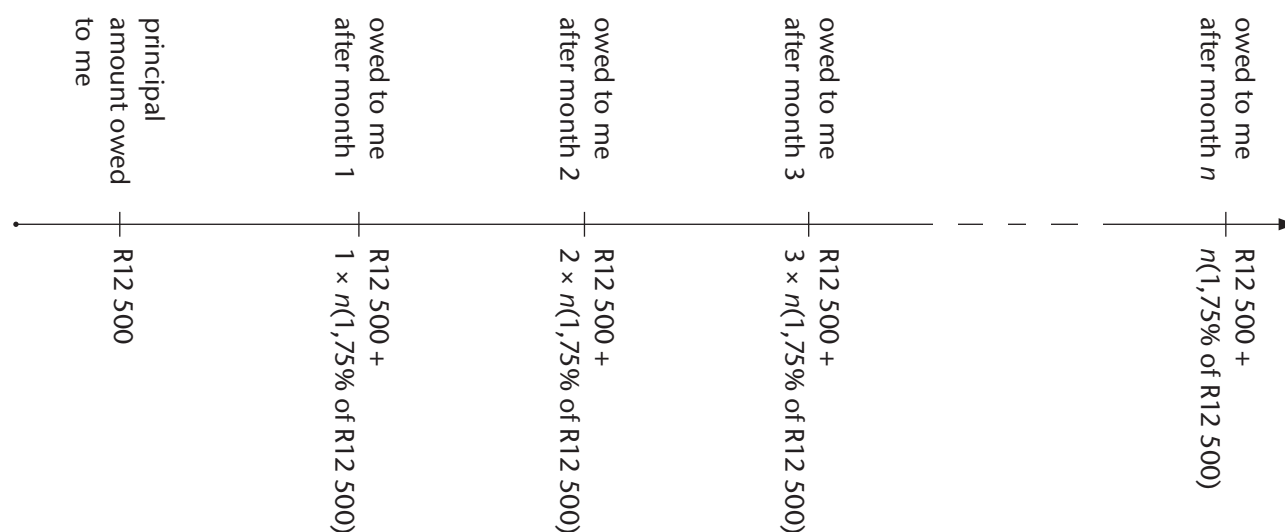 principal
amount owed
to me
R12 500
owed to me
after month 1
R12 500 +
1 × n(1,75% of R12 500)
owed to me
after month 2
R12 500 +
2 × n(1,75% of R12 500)
owed to me
after month 3
R12 500 +
3 × n(1,75% of R12 500)
owed to me
after month n
R12 500 +
n(1,75% of R12 500)